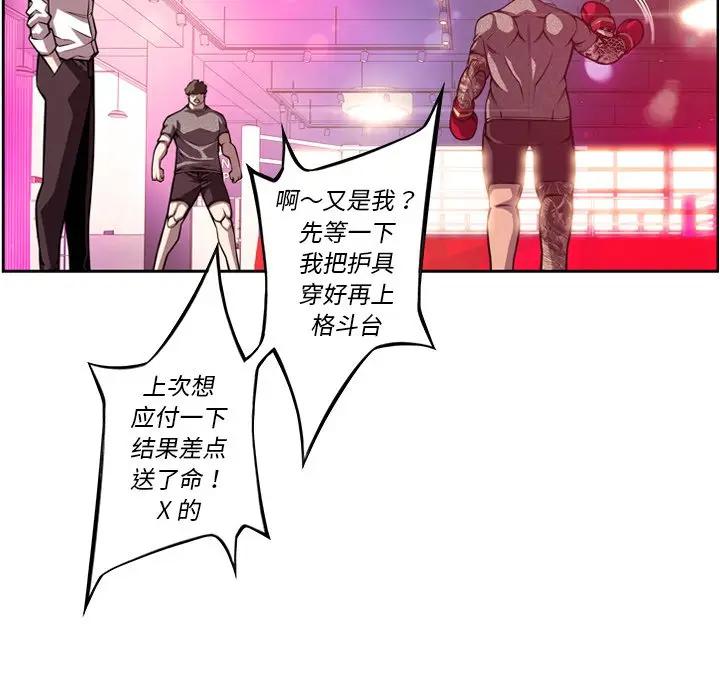 啊～又是我？
先等一下
我把护具
穿好再上
格斗台
上次想
应付一下
结果差点
送了命！
X的